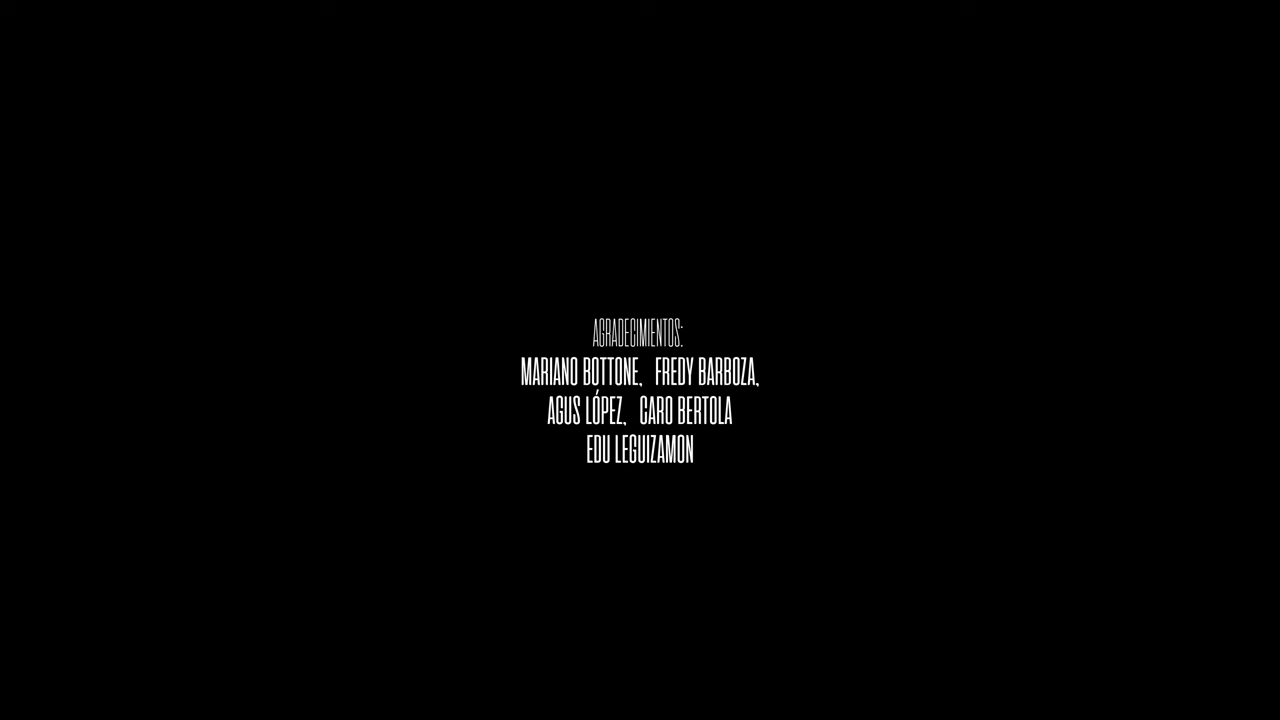 AGRADECIMIENTOS:
MARIANO BOTTONE, FREDY BARBOZA,
AGUS LÓPEZ, CARO BERTOLA
EDU LEGUIZAMON